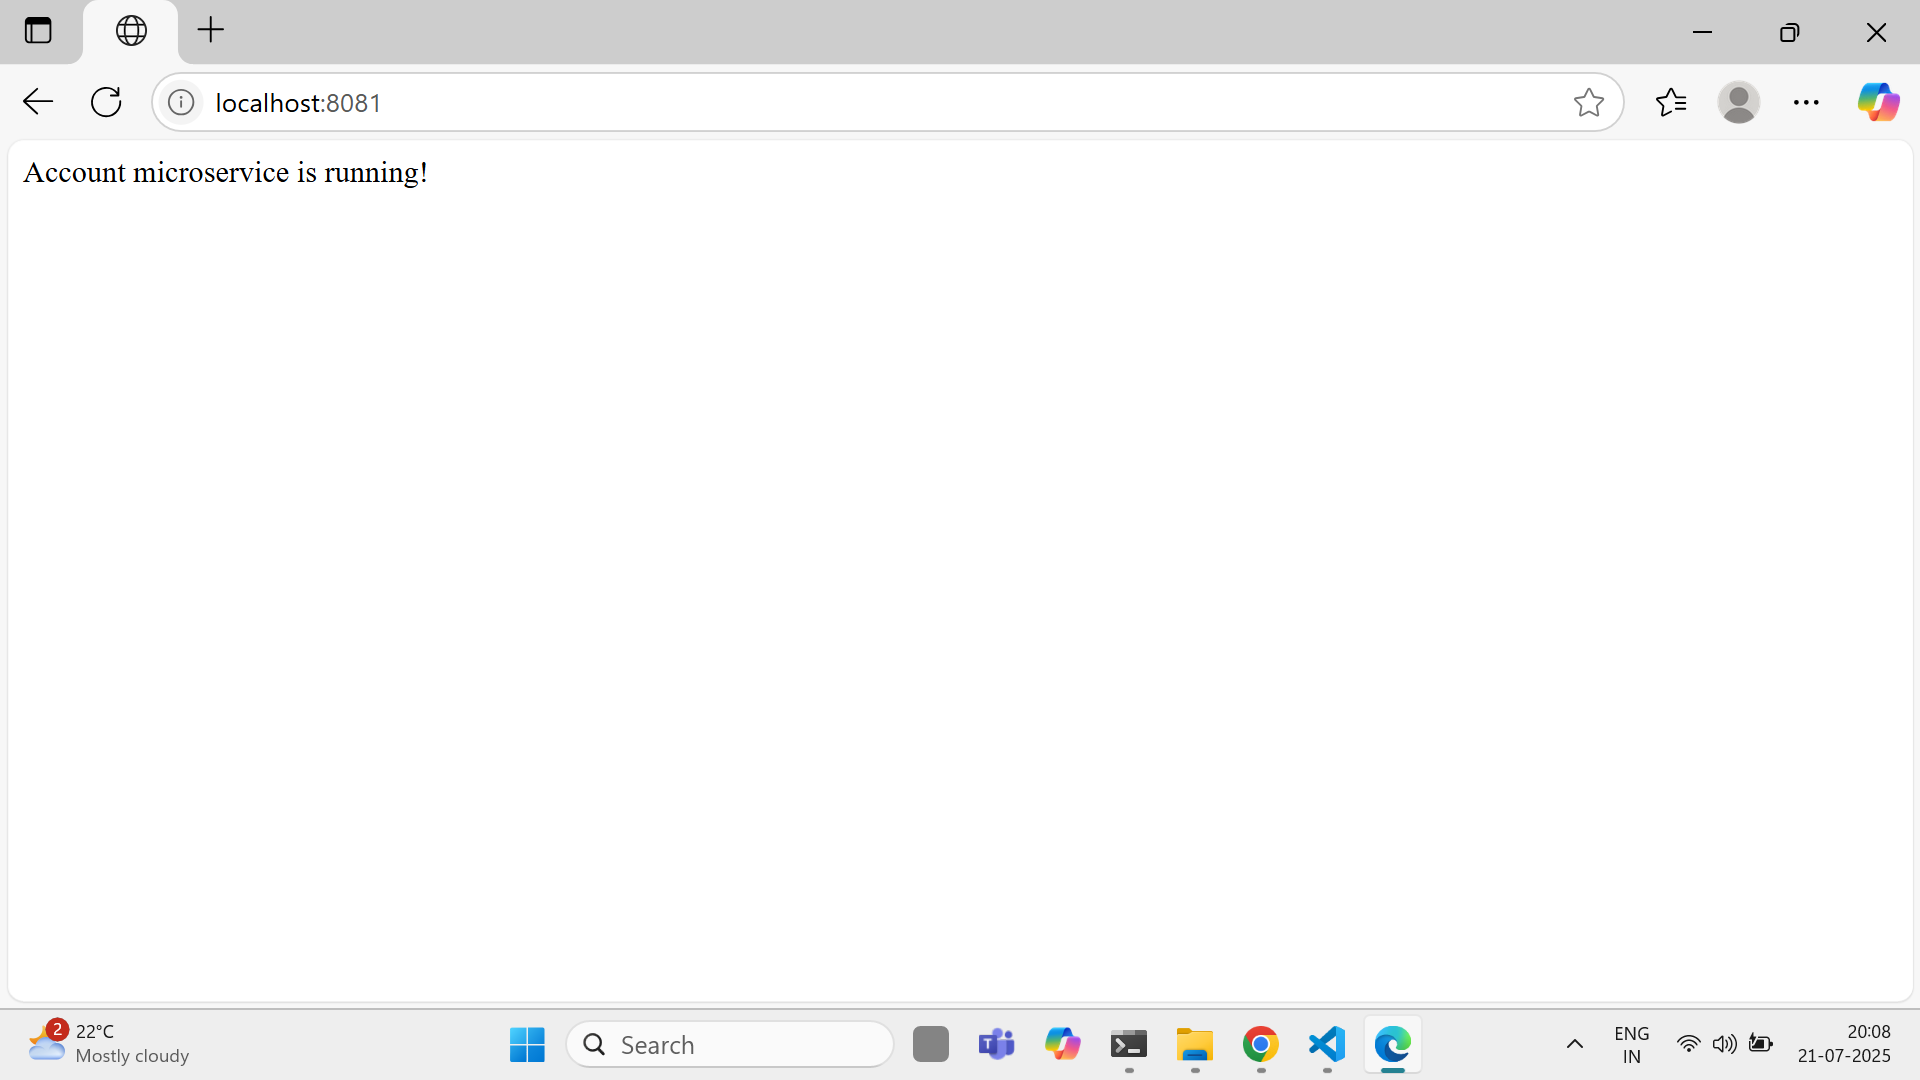 localhost:8081
Account microservice is running!
2
22°C
Mostly cloudy
Search
T
ENG
IN
20:08
21-07-2025